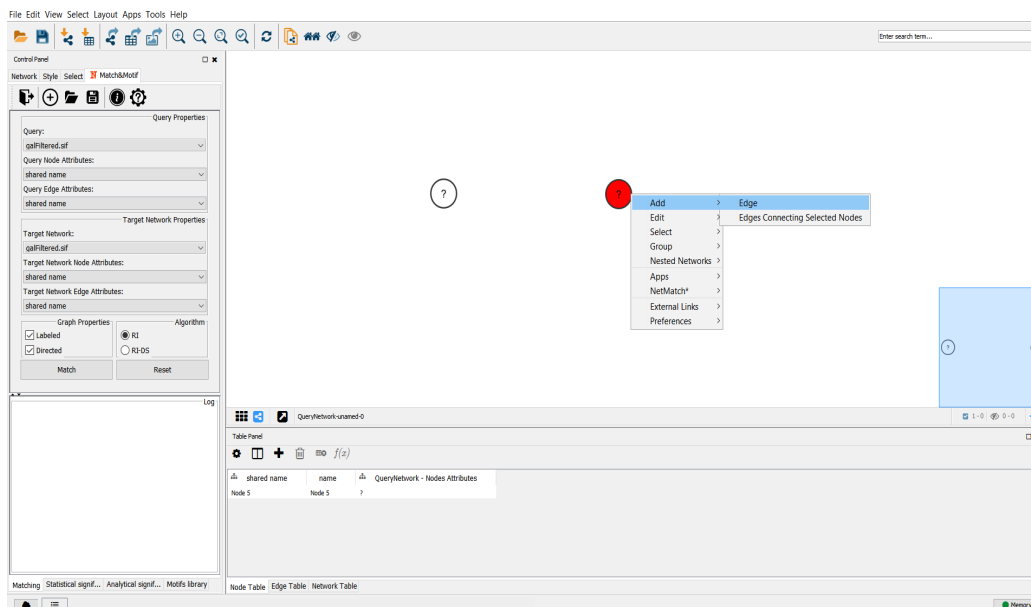 File Edit View Select Layout Apps Tools Help
Enter search term...
Control Panel
Network Style Select Match&Motif
Query Properties
Query:
galFiltered.sif
Query Node Attributes:
shared name
Query Edge Attributes:
shared name
Target Network Properties
Target Network:
galFiltered.sif
Target Network Node Attributes:
shared name
Target Network Edge Attributes:
shared name
Graph Properties
Algorithm
Labeled
RI
Directed
RI-DS
Match
Reset
Log
Matching Statistical signif... Analytical signif... Motifs library
?
?
Add
Edit
Select
Group
Nested Networks
Apps
NetMatch*
External Links
Preferences
Edge
Edges Connecting Selected Nodes
?
QueryNetwork-unamed-0
1 - 0
0 - 0
Table Panel
f(x)
shared name name QueryNetwork - Nodes Attributes
Node 5 Node 5 ?
Node Table Edge Table Network Table
Memory